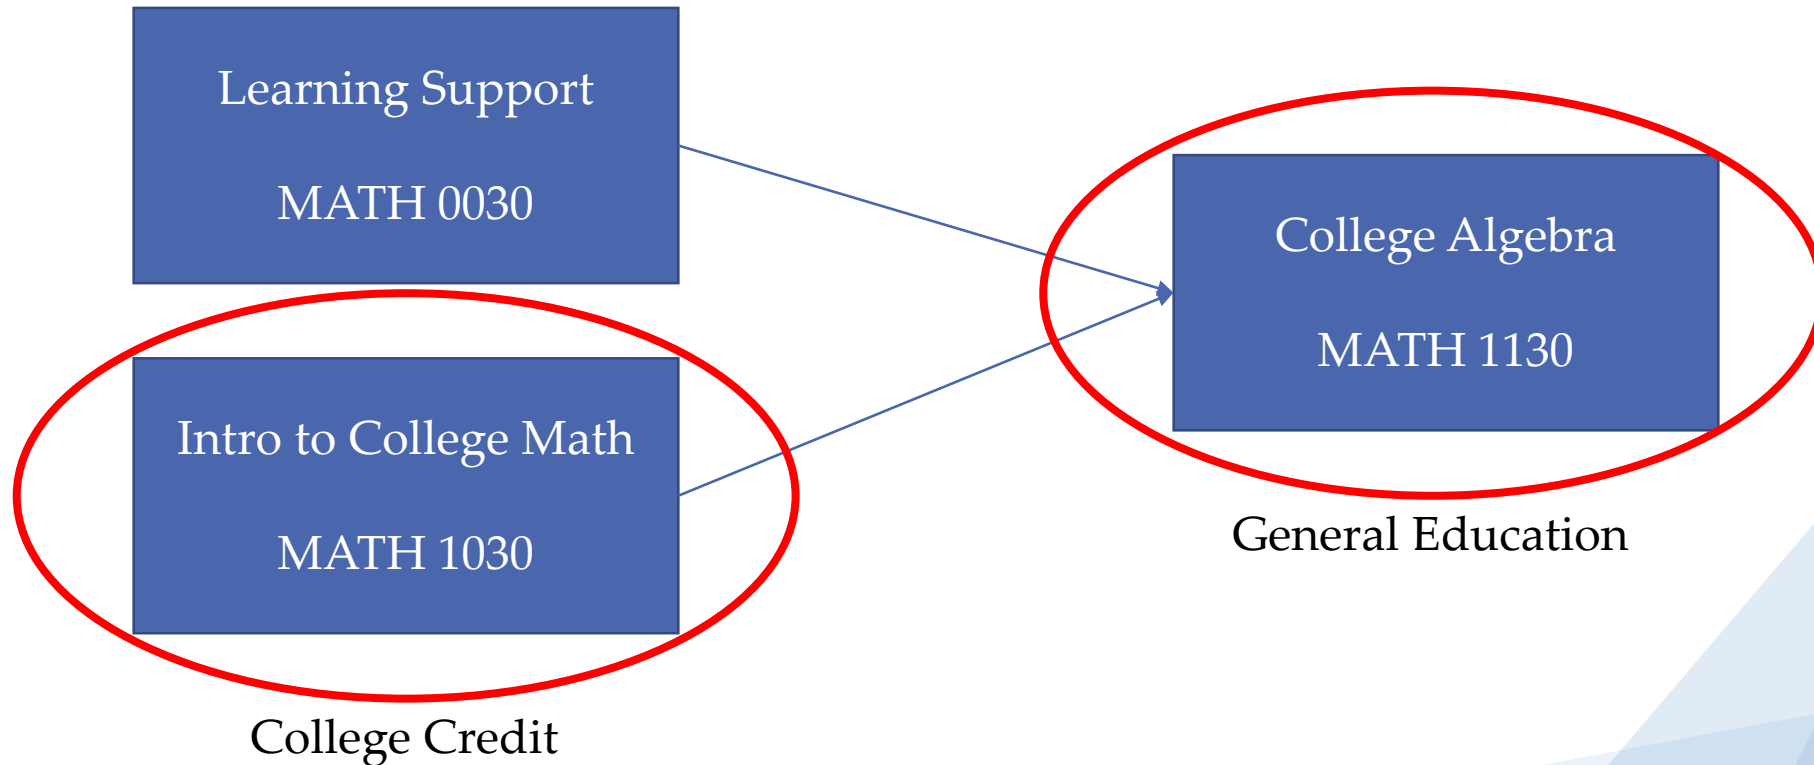 Learning Support
MATH 0030
Intro to College Math
MATH 1030
College Credit
College Algebra
MATH 1130
General Education